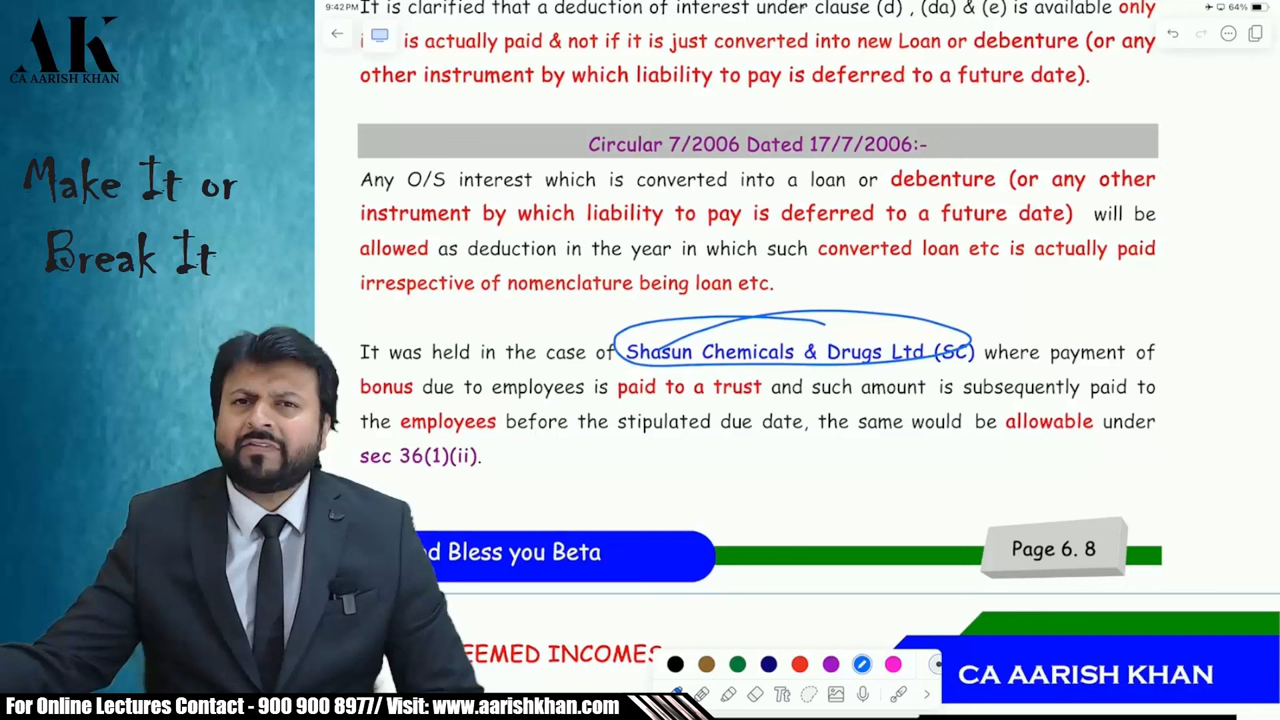 9:42 PM
64%
It is clarified that a deduction of interest under clause (d) , (da) & (e) is available only
is actually paid & not if it is just converted into new Loan or debenture (or any
other instrument by which liability to pay is deferred to a future date).
AK
CA AARISH KHAN
Make It or
Break It
Circular 7/2006 Dated 17/7/2006:-
Any O/S interest which is converted into a loan or debenture (or any other
instrument by which liability to pay is deferred to a future date) will be
allowed as deduction in the year in which such converted loan etc is actually paid
irrespective of nomenclature being loan etc.
It was held in the case of Shasun Chemicals & Drugs Ltd (SC) where payment of
bonus due to employees is paid to a trust and such amount is subsequently paid to
the employees before the stipulated due date, the same would be allowable under
sec 36(1)(ii).
Bless you Beta
Page 6. 8
EEMED INCOMES
Tt
CA AARISH KHAN
For Online Lectures Contact - 900 900 8977/ Visit: www.aarishkhan.com